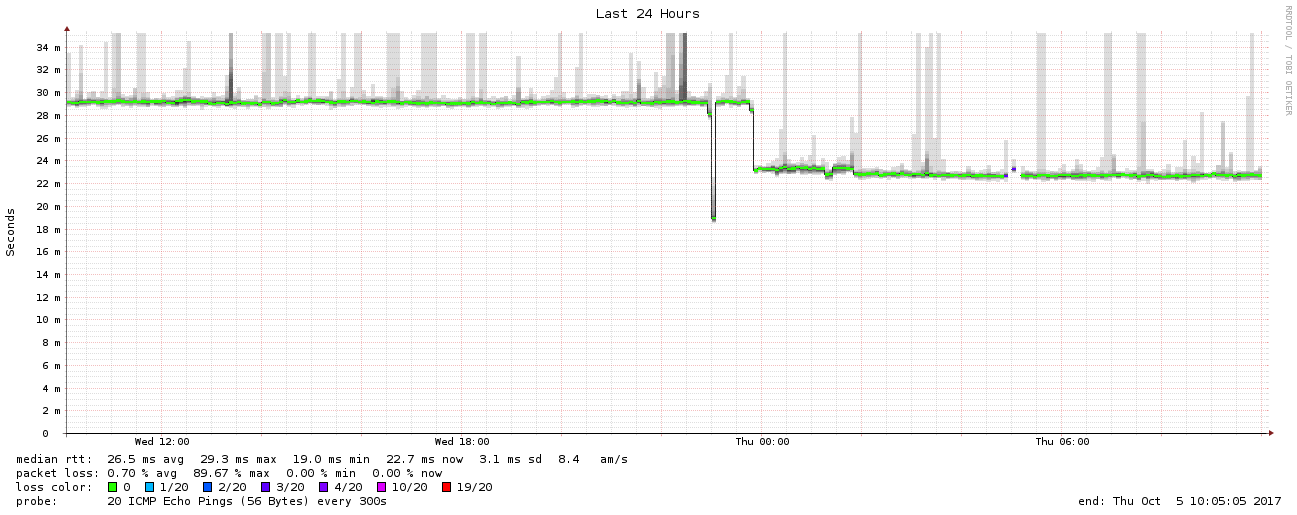 Last 24 Hours
RRDTOOL / TOBI OETIKER
Seconds
34 m
32 m
30 m
28 m
26 m
24 m
22 m
20 m
18 m
16 m
14 m
12 m
10 m
8 m
6 m
4 m
2 m
0
Wed 12:00 Wed 18:00 Thu 00:00 Thu 06:00
median rtt: 26.5 ms avg 29.3 ms max 19.0 ms min 22.7 ms now 3.1 ms sd 8.4 am/s
packet loss: 0.70 % avg 89.67 % max 0.00 % min 0.00 % now
loss color: 0 1/20 2/20 3/20 4/20 10/20 19/20
probe: 20 ICMP Echo Pings (56 Bytes) every 300s end: Thu Oct 5 10:05:05 2017